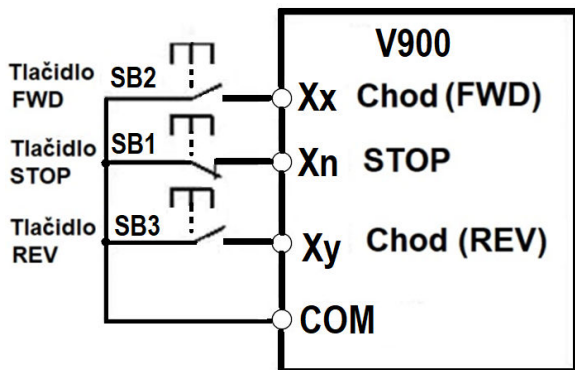 V900
Tlačidlo
FWD
SB2
Xx Chod (FWD)
Tlačidlo
STOP
SB1
Xn STOP
Tlačidlo
REV
SB3
Xy Chod (REV)
COM